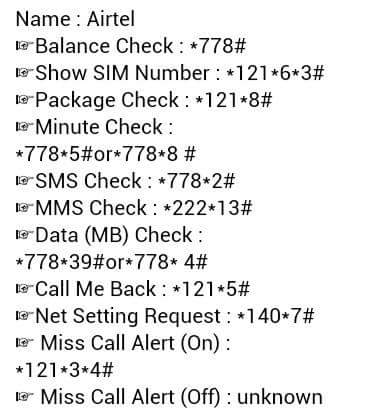 Name : Airtel
☞Balance Check : *778#
☞Show SIM Number : *121*6*3#
☞Package Check : *121*8#
☞Minute Check :
*778*5#or*778*8 #
☞SMS Check : *778*2#
☞MMS Check : *222*13#
☞Data (MB) Check :
*778*39#or*778* 4#
☞Call Me Back : *121*5#
☞Net Setting Request : *140*7#
☞ Miss Call Alert (On) :
*121*3*4#
☞ Miss Call Alert (Off) : unknown